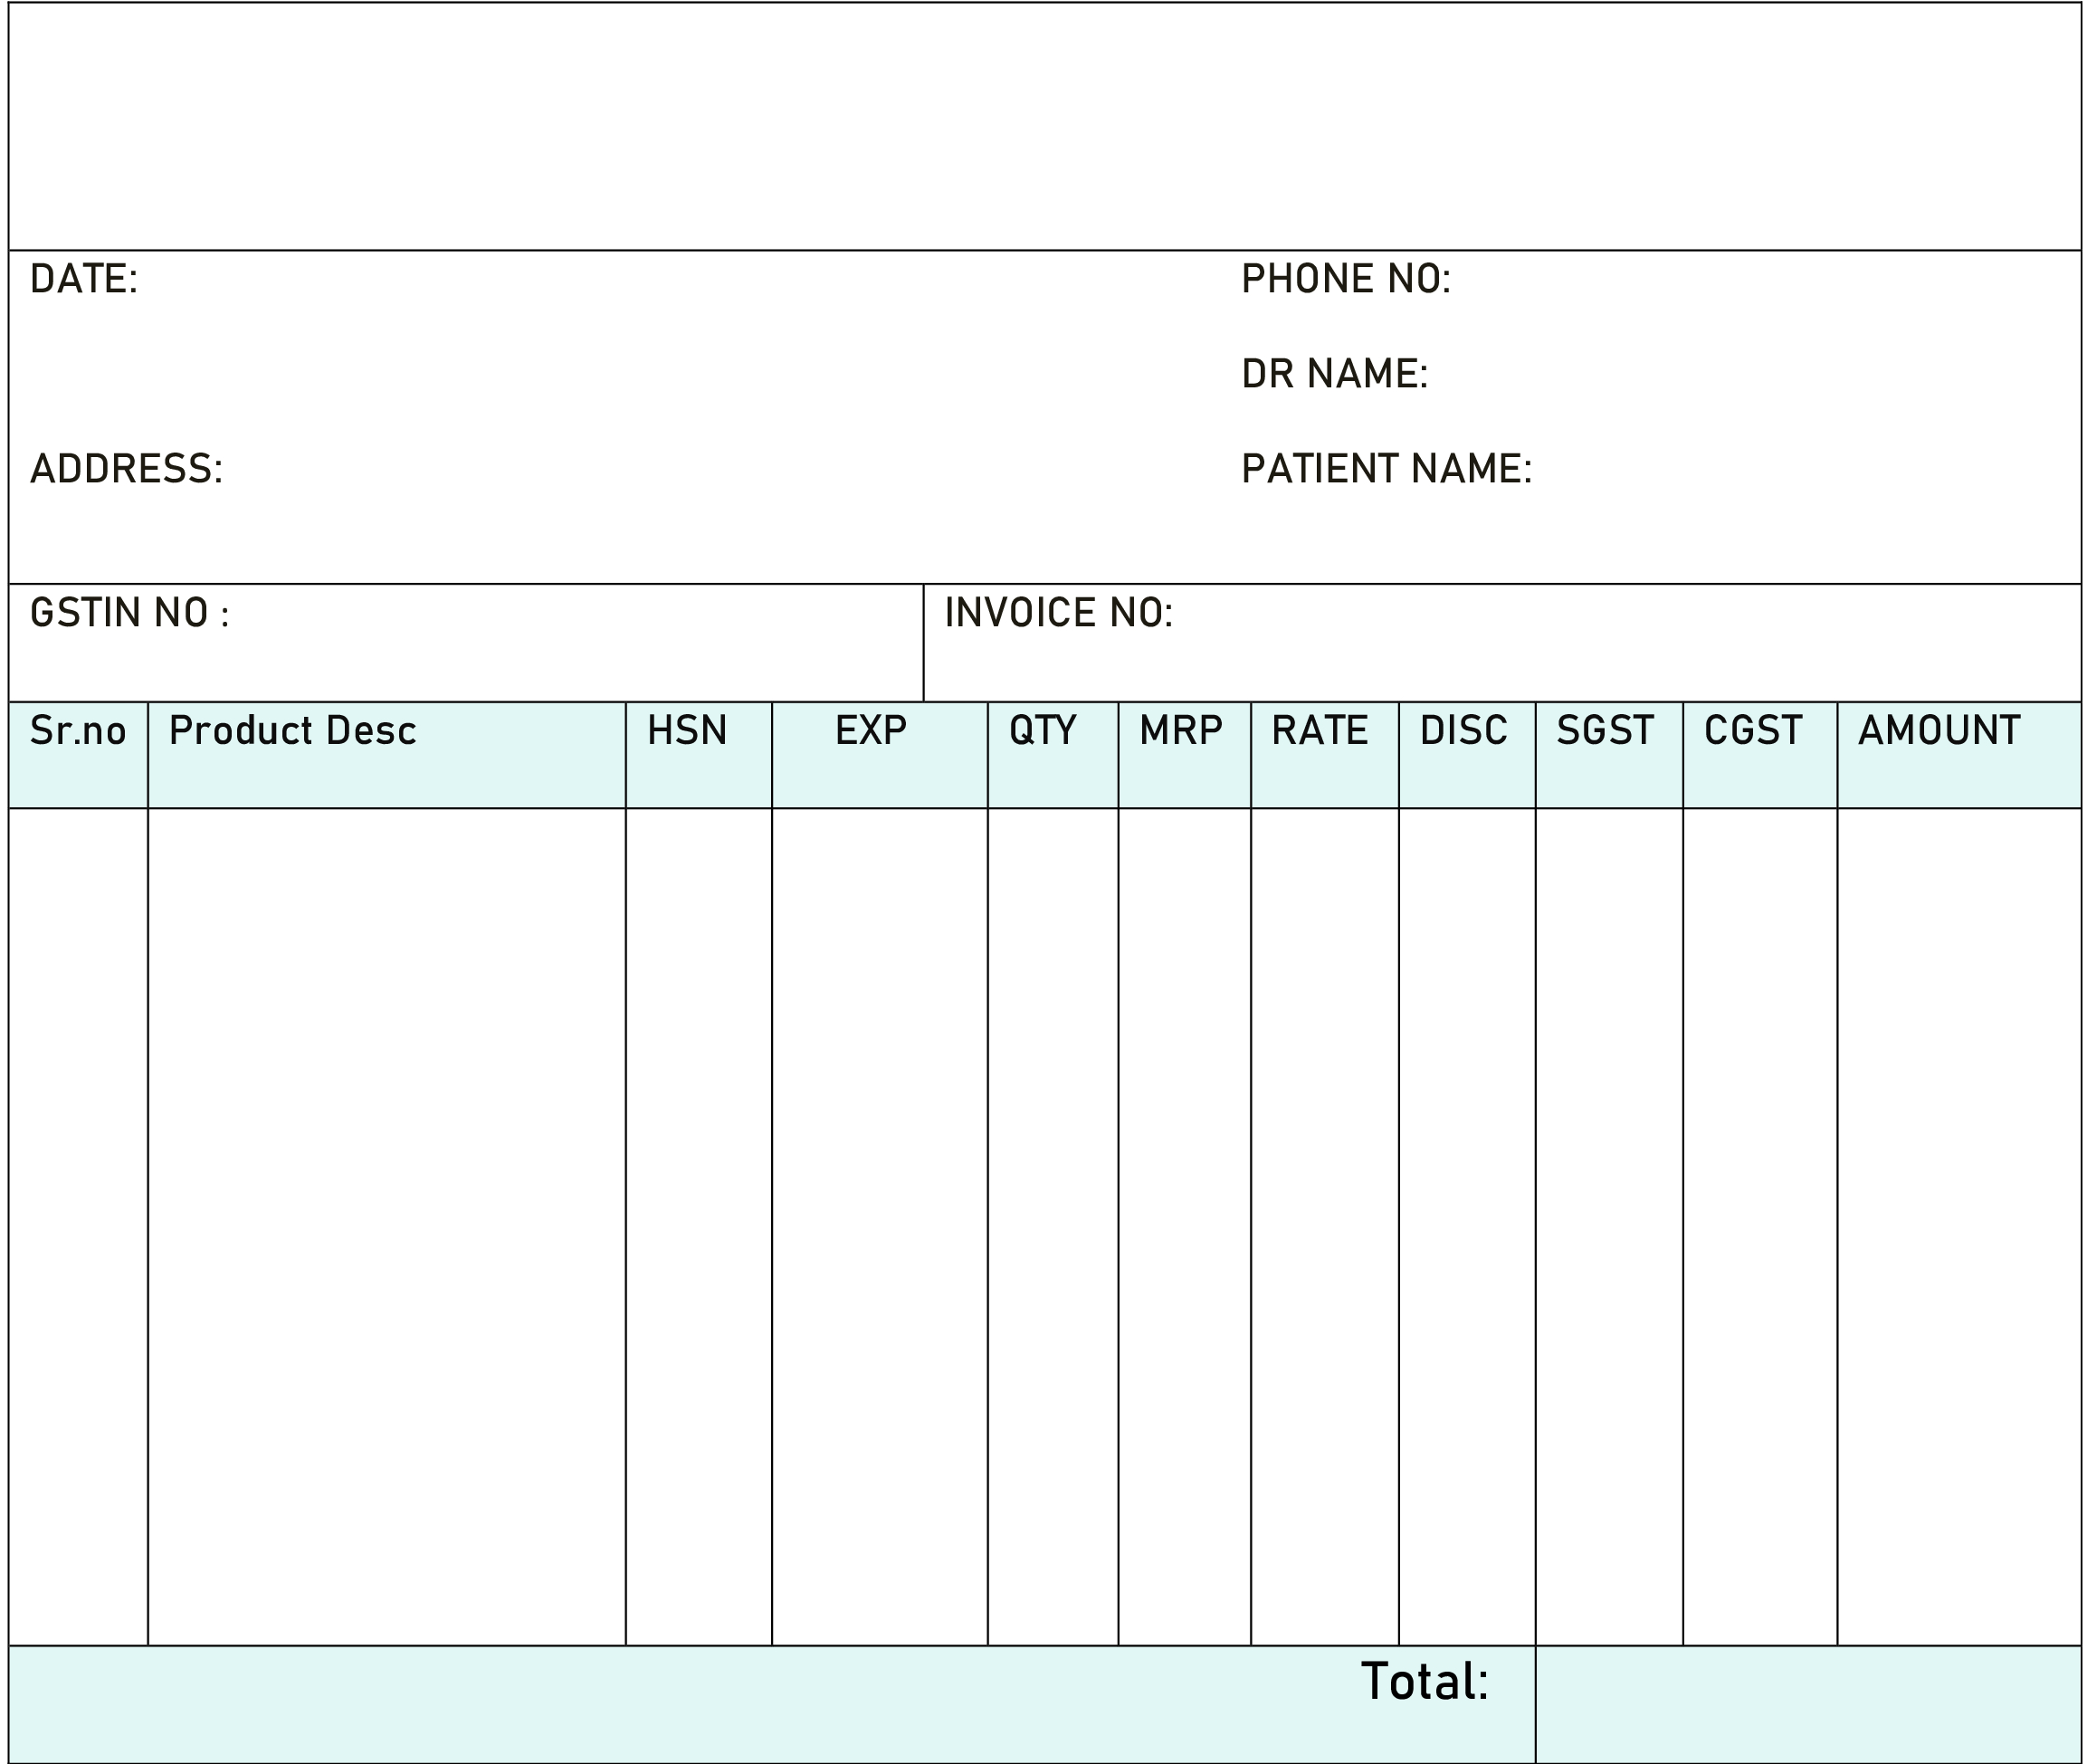 DATE: PHONE NO:
DR NAME:
ADDRESS: PATIENT NAME:
GSTIN NO : INVOICE NO:
Sr.no Product Desc HSN EXP QTY MRP RATE DISC SGST CGST AMOUNT
Total: